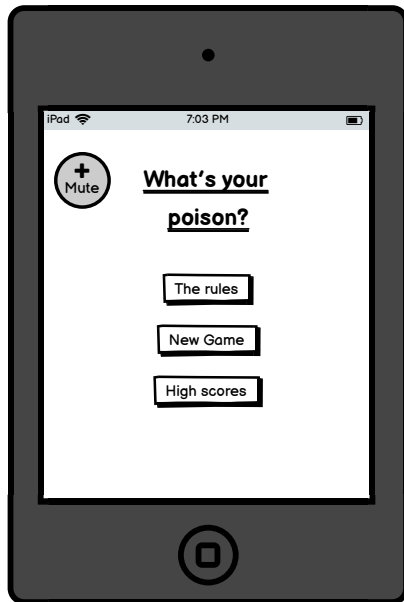 iPad 7:03 PM
Mute
What's your
poison?
The rules
New Game
High scores